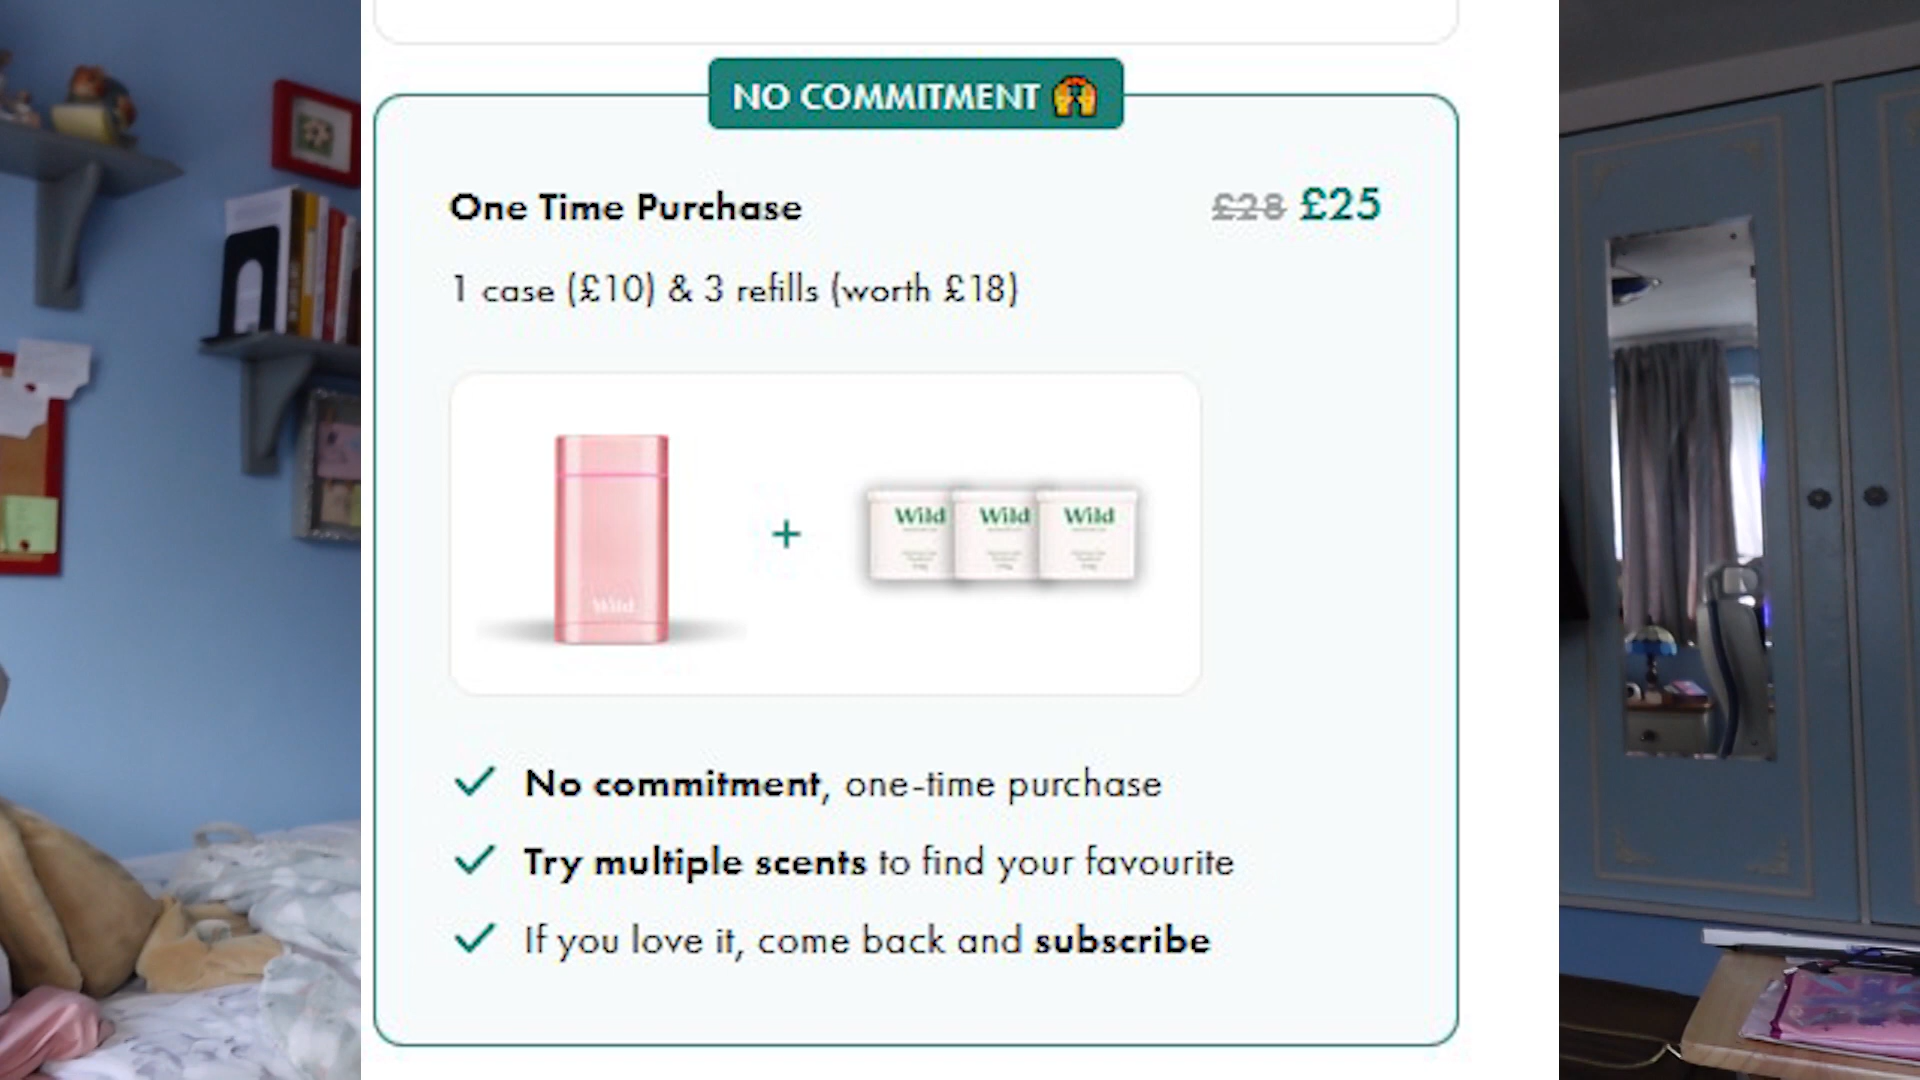 NO COMMITMENT 🙌
One Time Purchase £28 £25
1 case (£10) & 3 refills (worth £18)
Wild Wild Wild
Wild
No commitment, one-time purchase
Try multiple scents to find your favourite
If you love it, come back and subscribe